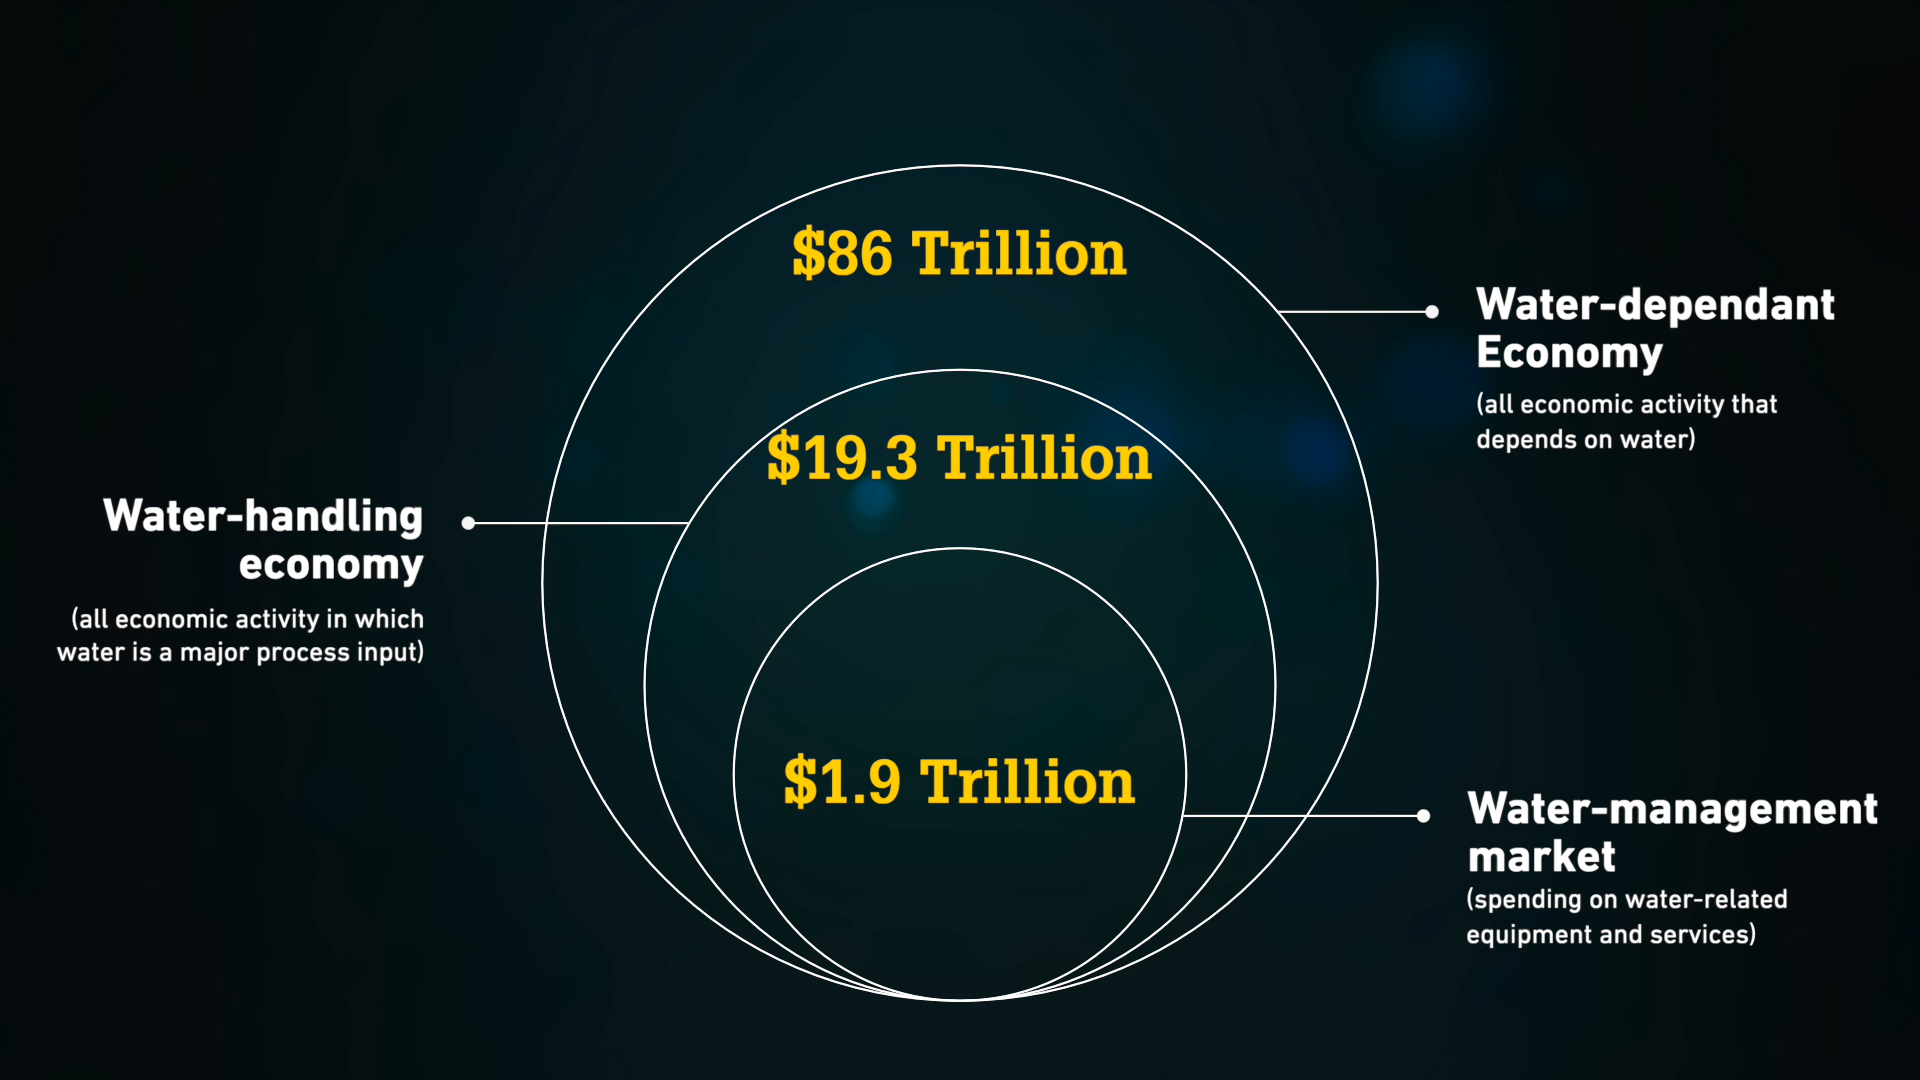 $86 Trillion
Water-dependant
Economy
(all economic activity that
depends on water)
$19.3 Trillion
Water-handling
economy
(all economic activity in which
water is a major process input)
$1.9 Trillion
Water-management
market
(spending on water-related
equipment and services)